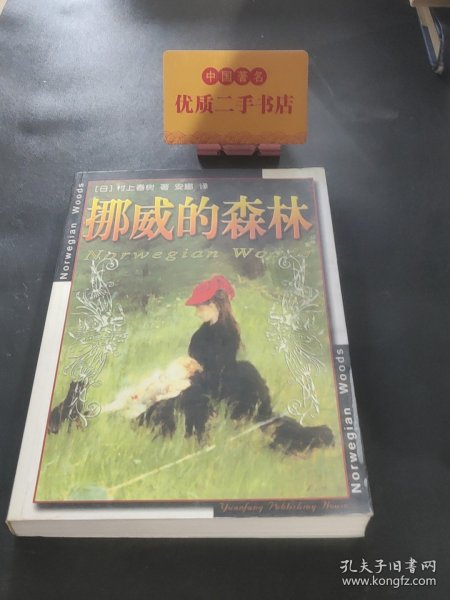 中国著名
优质二手书店
[日]村上春树 著 安娜 译
挪威的森林
Norwegian Wo
Norwegian Woods
Norwegian Woods
Yuanfang Publishing House
孔夫子旧书网
www.kongfz.com